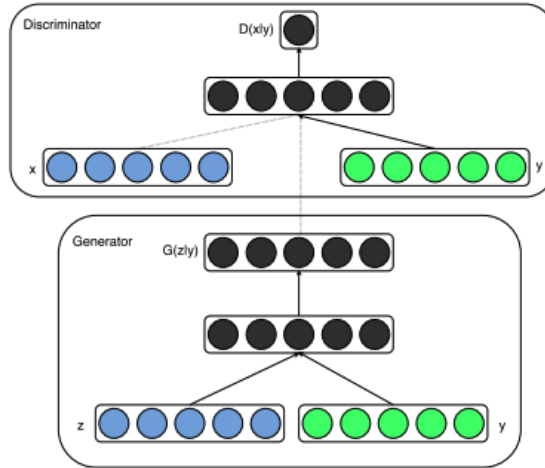 Discriminator
D(x|y)
x
y
Generator
G(z|y)
z
y